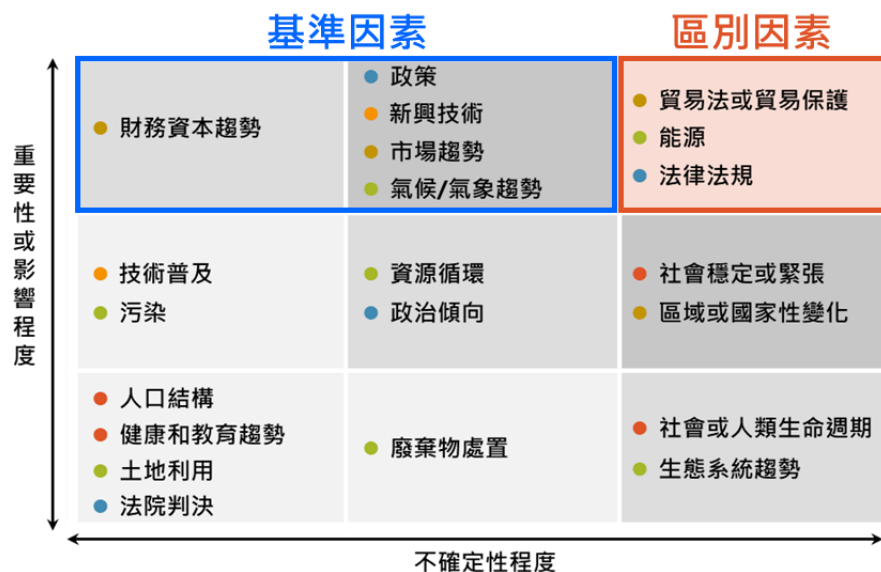 基準因素
區別因素
重要性或影響程度
財務資本趨勢
政策
新興技術
市場趨勢
氣候/氣象趨勢
貿易法或貿易保護
能源
法律法規
技術普及
污染
資源循環
政治傾向
社會穩定或緊張
區域或國家性變化
人口結構
健康和教育趨勢
土地利用
法院判決
廢棄物處置
社會或人類生命週期
生態系統趨勢
不確定性程度